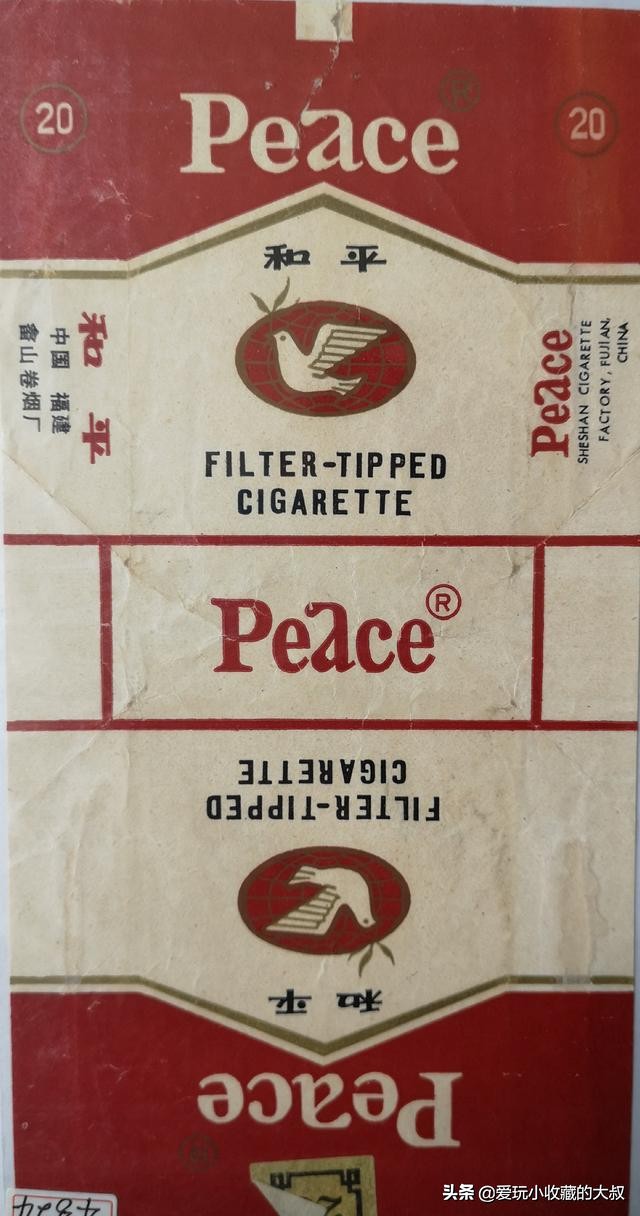 20
Peace
®
20
和平
和平
中国 福建
畲山卷烟厂
Peace
SHESHAN CIGARETTE
FACTORY, FUJIAN,
CHINA
FILTER-TIPPED
CIGARETTE
Peace®
FILTER-TIPPED
CIGARETTE
和平
Peace
®
头条 @爱玩小收藏的大叔